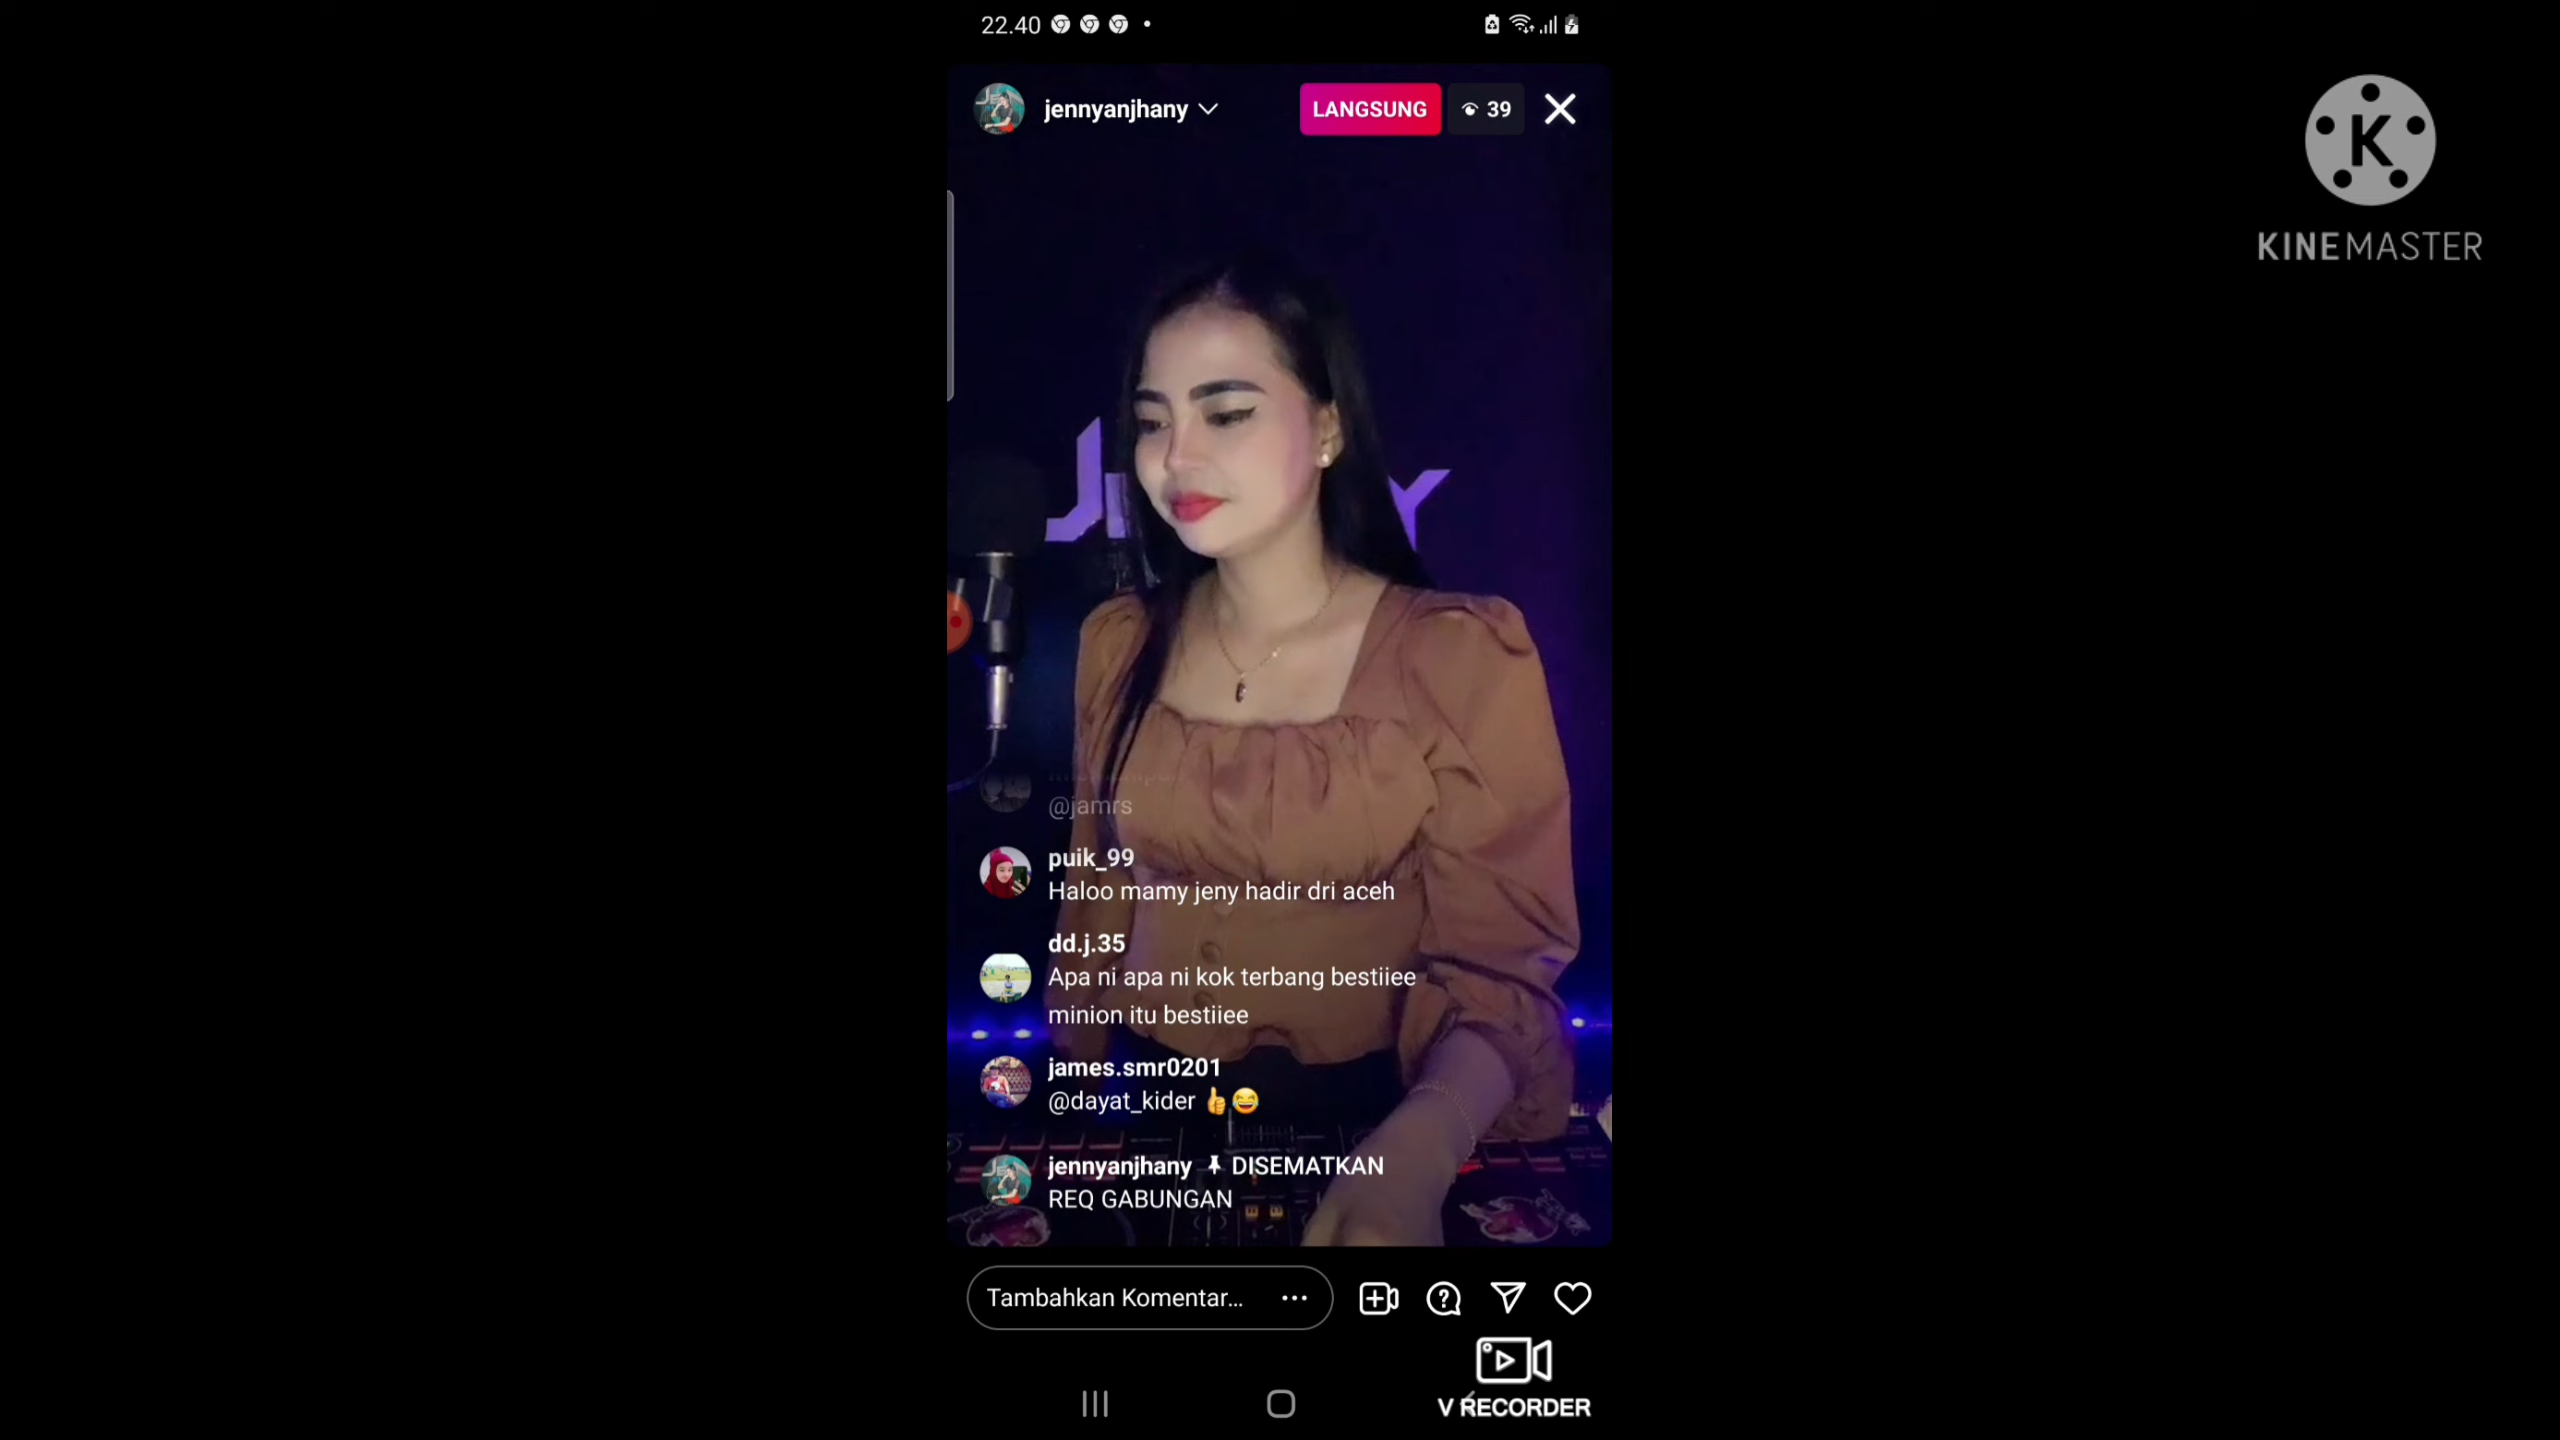 22.40
jennyanjhany
LANGSUNG
39
KINEMASTER
@jamrs
puik_99
Haloo mamy jeny hadir dri aceh
dd.j.35
Apa ni apa ni kok terbang bestiiee
minion itu bestiiee
james.smr0201
@dayat_kider 👍😂
jennyanjhany DISEMATKAN
REQ GABUNGAN
Tambahkan Komentar...
V RECORDER